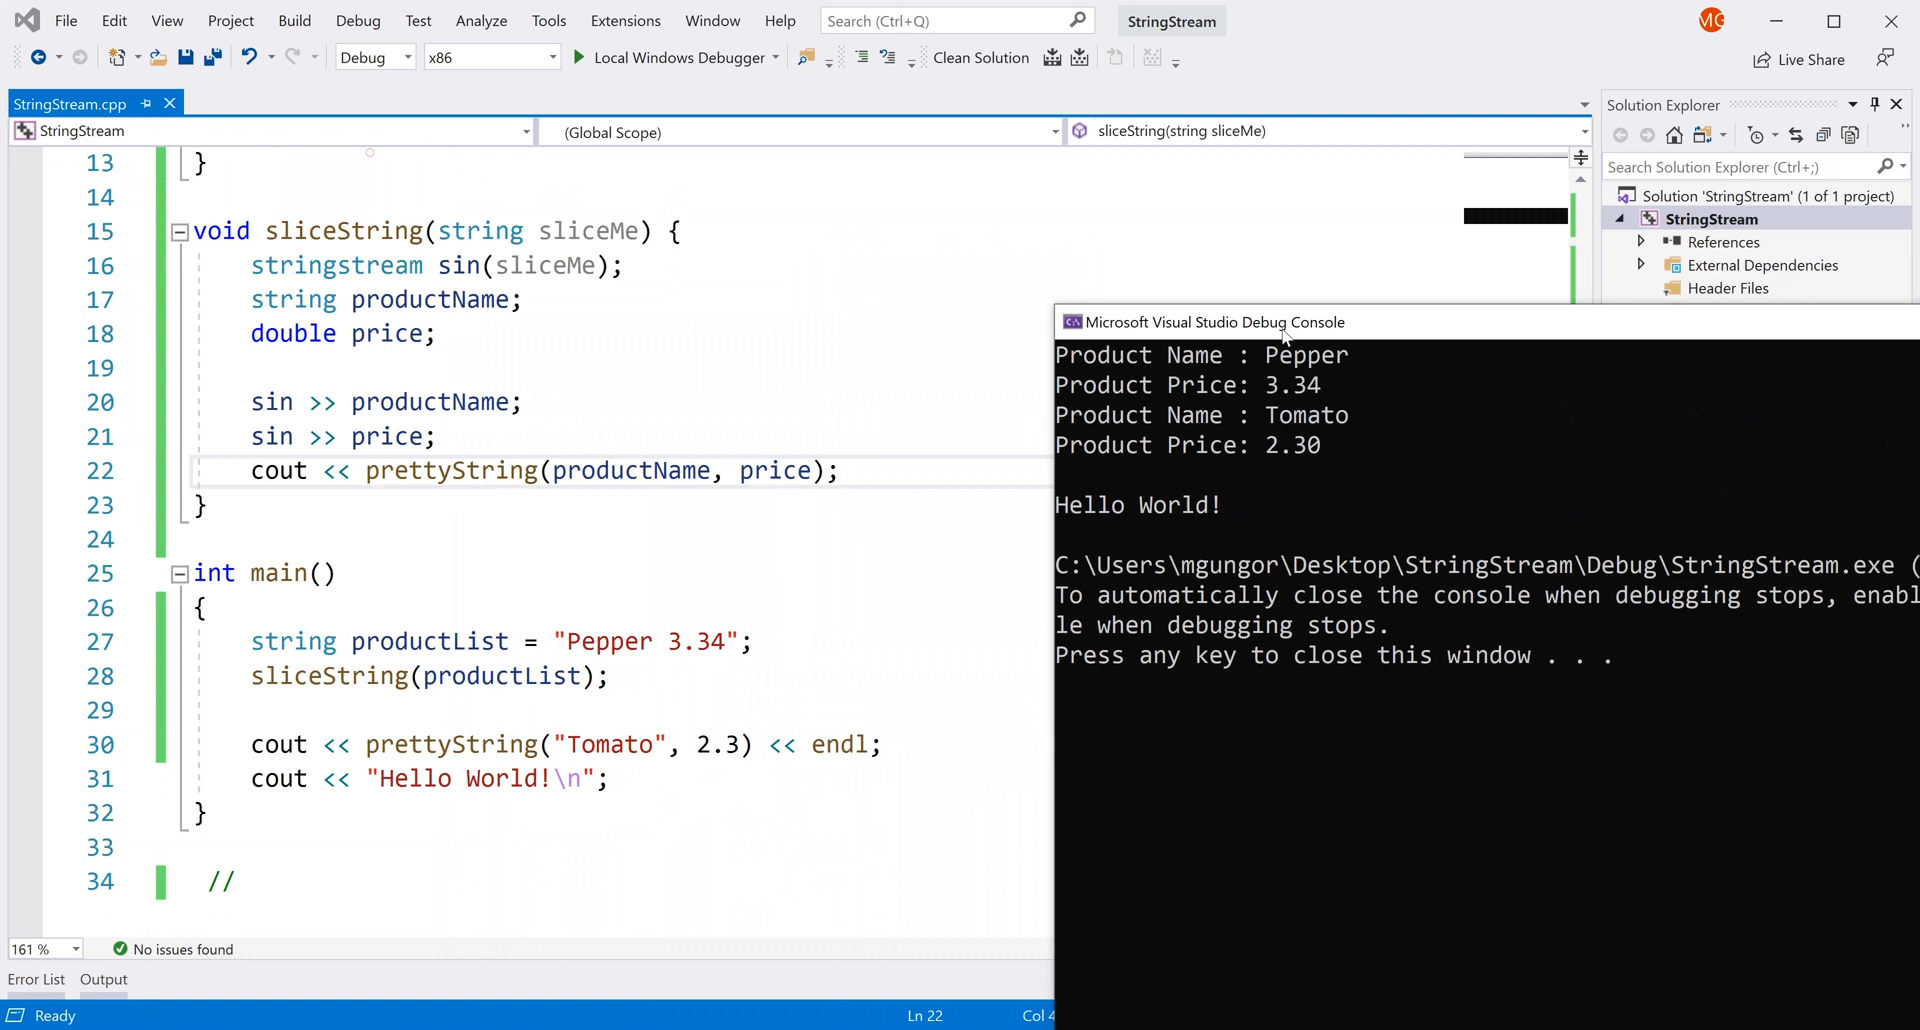 File Edit View Project Build Debug Test Analyze Tools Extensions Window Help Search (Ctrl+Q) StringStream MG
Debug x86 Local Windows Debugger Clean Solution Live Share
StringStream.cpp
StringStream (Global Scope) sliceString(string sliceMe)
13 }
14
15 void sliceString(string sliceMe) {
16 stringstream sin(sliceMe);
17 string productName;
18 double price;
19
20 sin >> productName;
21 sin >> price;
22 cout << prettyString(productName, price);
23 }
24
25 int main()
26 {
27 string productList = "Pepper 3.34";
28 sliceString(productList);
29
30 cout << prettyString("Tomato", 2.3) << endl;
31 cout << "Hello World!\n";
32 }
33
34 //
161 % No issues found
Error List Output
Ready Ln 22 Col 4
Solution Explorer
Search Solution Explorer (Ctrl+;)
Solution 'StringStream' (1 of 1 project)
StringStream
References
External Dependencies
Header Files
C:\ Microsoft Visual Studio Debug Console
Product Name : Pepper
Product Price: 3.34
Product Name : Tomato
Product Price: 2.30
Hello World!
C:\Users\mgungor\Desktop\StringStream\Debug\StringStream.exe (
To automatically close the console when debugging stops, enabl
le when debugging stops.
Press any key to close this window . . .